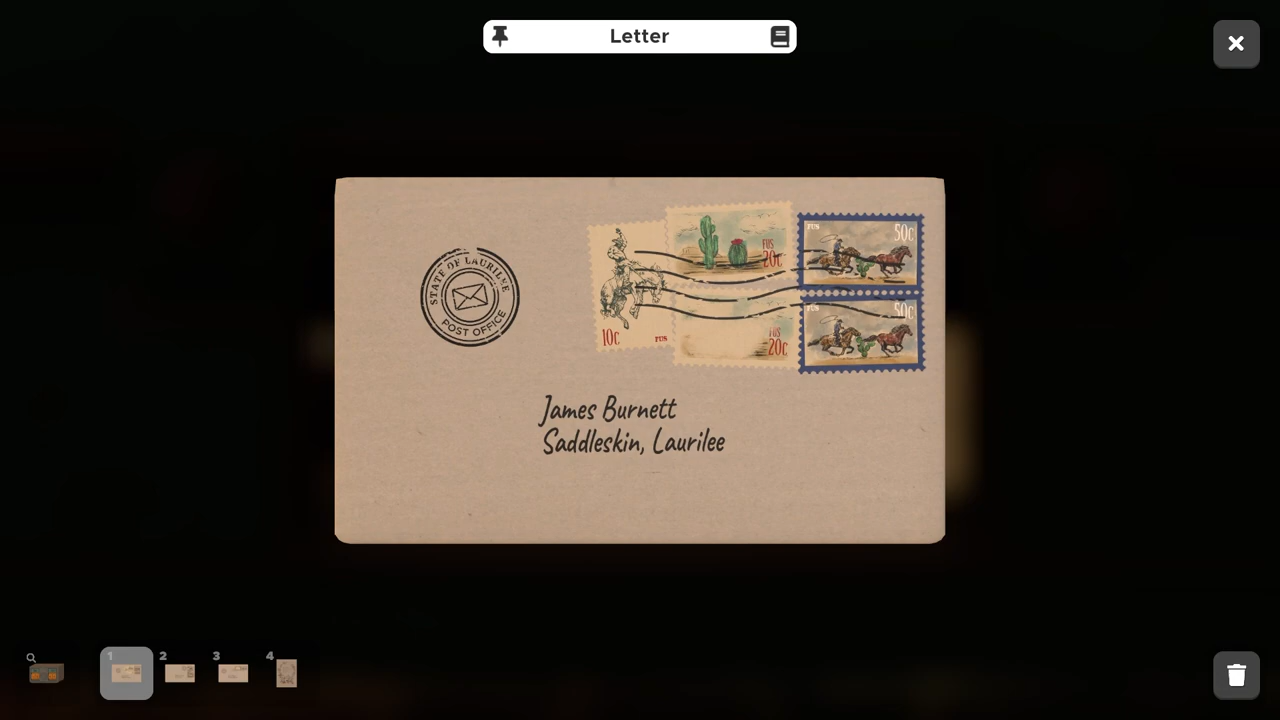 Letter
STATE OF LAURILEE
POST OFFICE
10c
FUS
FUS
20c
FUS
20c
FUS
50c
FUS
50c
James Burnett
Saddleskin, Laurilee
1
2
3
4